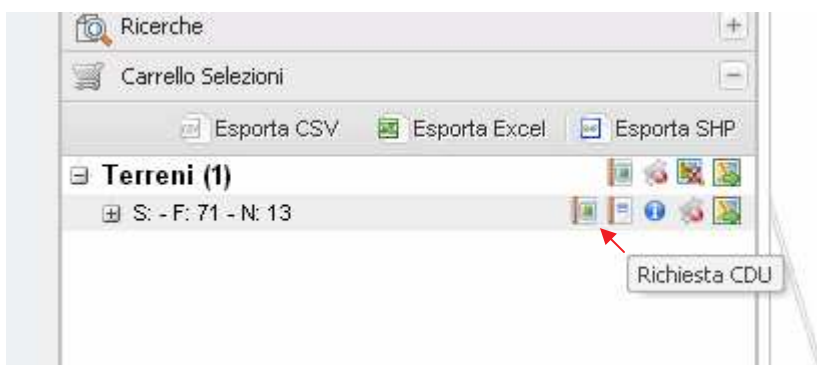 Ricerche
Carrello Selezioni
Esporta CSV Esporta Excel Esporta SHP
Terreni (1)
S: - F: 71 - N: 13
Richiesta CDU